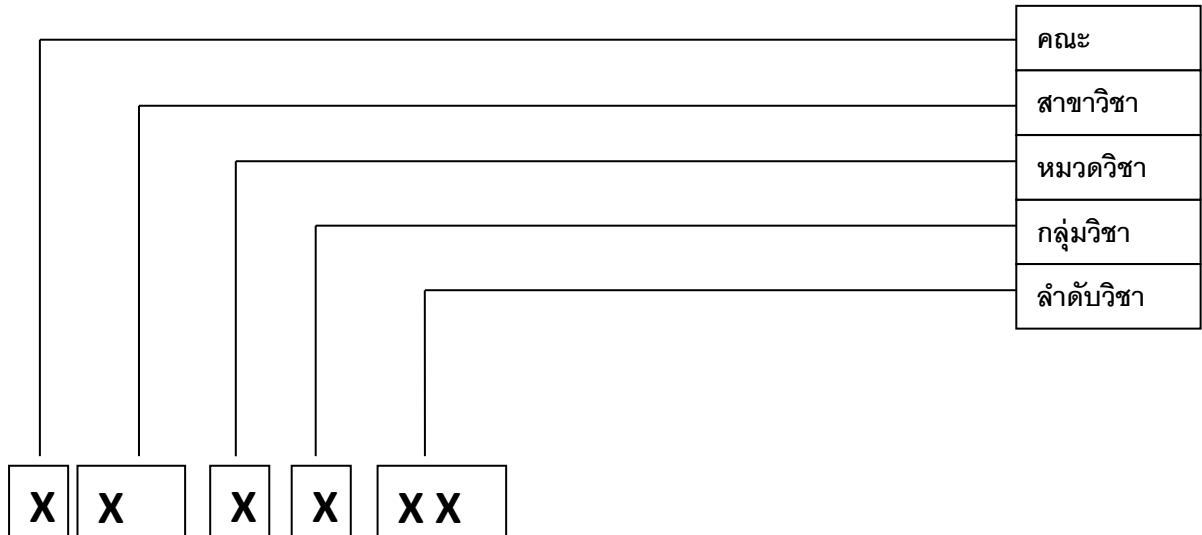 คณะ
สาขาวิชา
หมวดวิชา
กลุ่มวิชา
ลำดับวิชา
X X X X X X